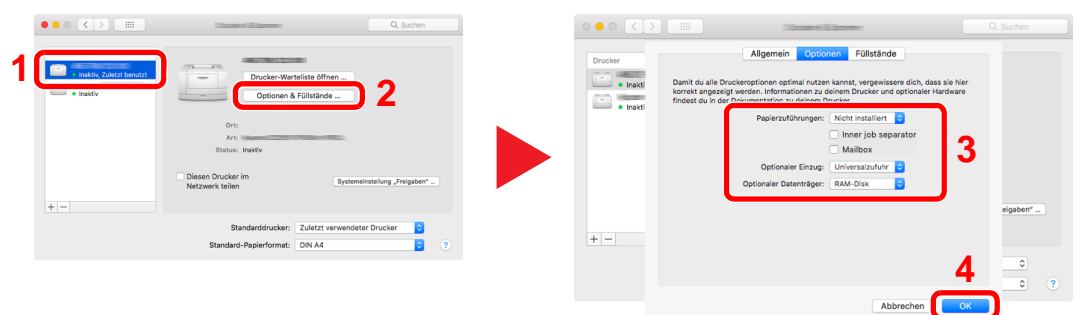 Suchen
1
Inaktiv, Zuletzt benutzt
Inaktiv
Drucker-Warteliste öffnen ...
Optionen & Füllstände ...
2
Ort:
Art:
Status: Inaktiv
Diesen Drucker im
Netzwerk teilen
Systemeinstellung „Freigaben“ ...
+ −
Standarddrucker: Zuletzt verwendeter Drucker
Standard-Papierformat: DIN A4
?
Suchen
Drucker
Inakti
Inakti
+ −
Allgemein Optionen Füllstände
Damit du alle Druckeroptionen optimal nutzen kannst, vergewissere dich, dass sie hier
korrekt angezeigt werden. Informationen zu deinem Drucker und optionaler Hardware
findest du in der Dokumentation zu deinem Drucker.
Papierzuführungen: Nicht installiert
Inner job separator
Mailbox
Optionaler Einzug: Universalzufuhr
Optionaler Datenträger: RAM-Disk
3
eigaben“ ...
?
4
Abbrechen OK